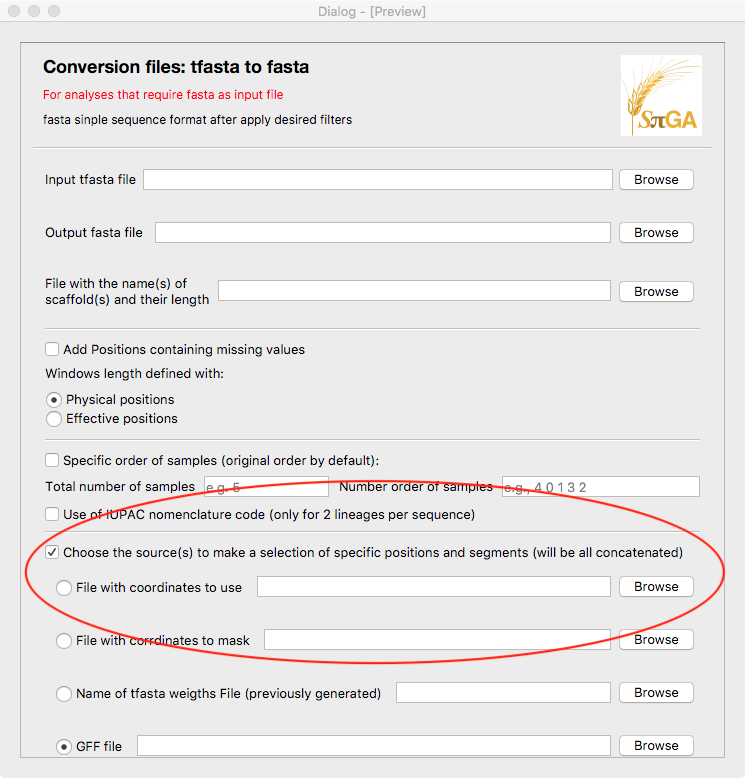 Dialog - [Preview]
Conversion files: tfasta to fasta
For analyses that require fasta as input file
fasta sinple sequence format after apply desired filters
SπGA
Input tfasta file Browse
Output fasta file Browse
File with the name(s) of
scaffold(s) and their length Browse
Add Positions containing missing values
Windows length defined with:
Physical positions
Effective positions
Specific order of samples (original order by default):
Total number of samples e.g. 5 Number order of samples e.g., 4 0 1 3 2
Use of IUPAC nomenclature code (only for 2 lineages per sequence)
Choose the source(s) to make a selection of specific positions and segments (will be all concatenated)
File with coordinates to use Browse
File with corrdinates to mask Browse
Name of tfasta weigths File (previously generated) Browse
GFF file Browse